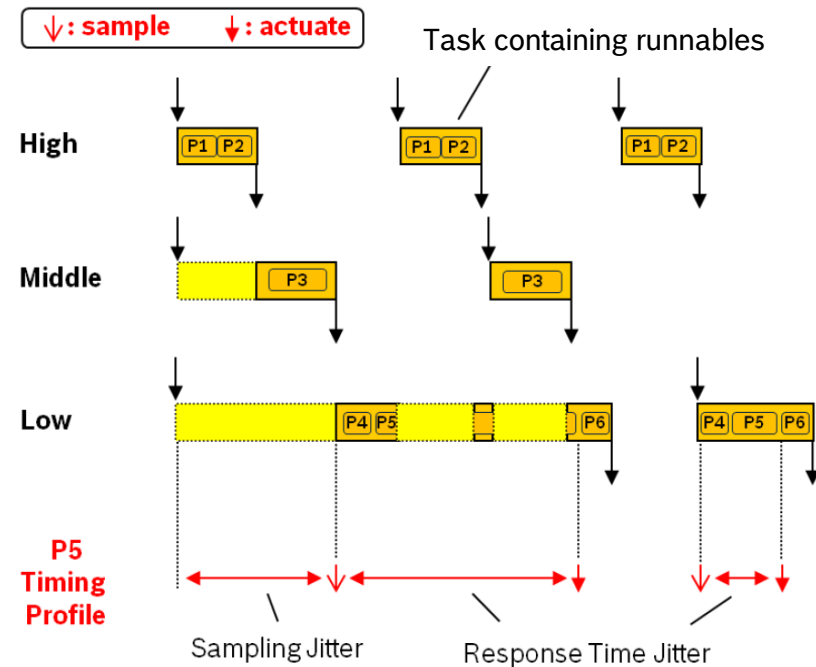 : sample : actuate
Task containing runnables
High
P1 P2 P1 P2 P1 P2
Middle
P3 P3
Low
P4 P5 P6 P4 P5 P6
P5
Timing
Profile
Sampling Jitter
Response Time Jitter